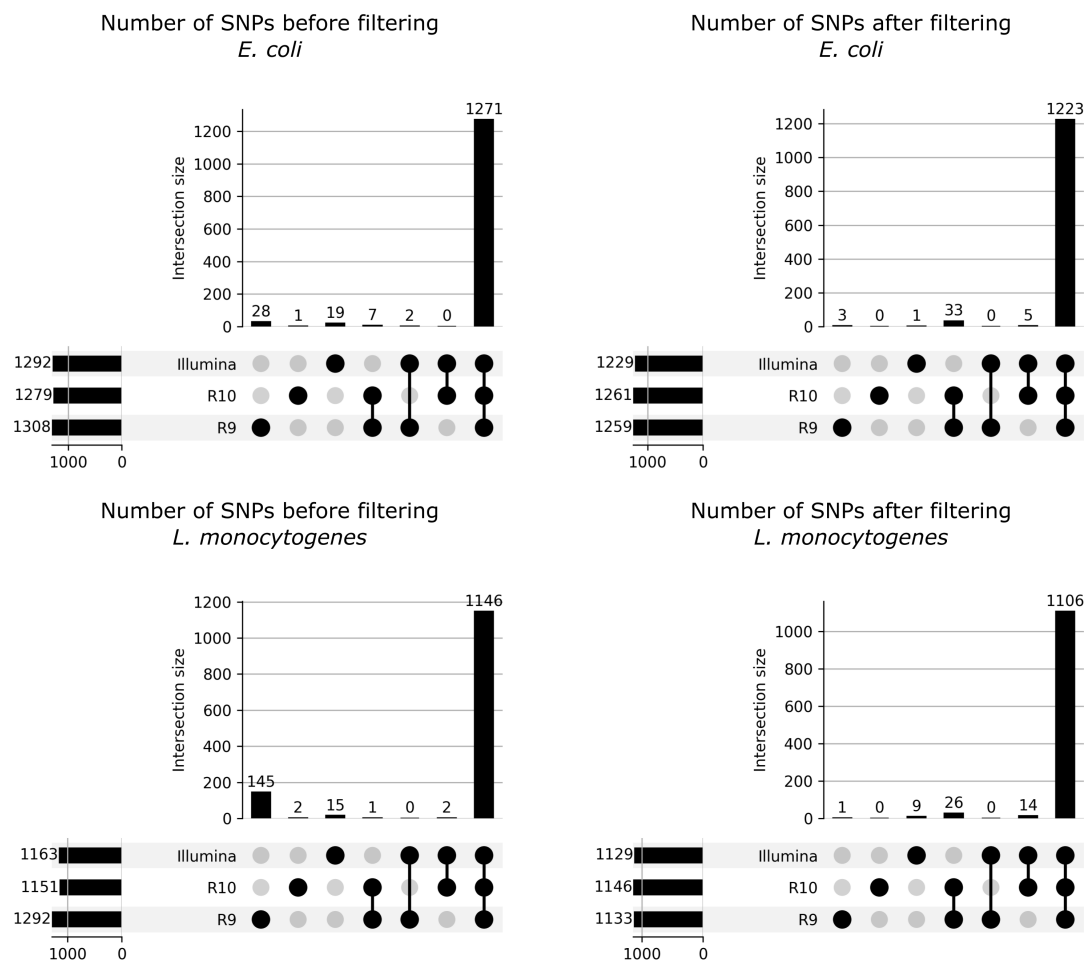 Number of SNPs before filtering
E. coli
1271
1200
1000
800
600
400
200
0
Intersection size
28 1 19 7 2 0
1292 Illumina
1279 R10
1308 R9
1000 0
Number of SNPs after filtering
E. coli
1223
1200
1000
800
600
400
200
0
Intersection size
3 0 1 33 0 5
1229 Illumina
1261 R10
1259 R9
1000 0
Number of SNPs before filtering
L. monocytogenes
1146
1200
1000
800
600
400
200
0
Intersection size
145 2 15 1 0 2
1163 Illumina
1151 R10
1292 R9
1000 0
Number of SNPs after filtering
L. monocytogenes
1106
1000
800
600
400
200
0
Intersection size
1 0 9 26 0 14
1129 Illumina
1146 R10
1133 R9
1000 0